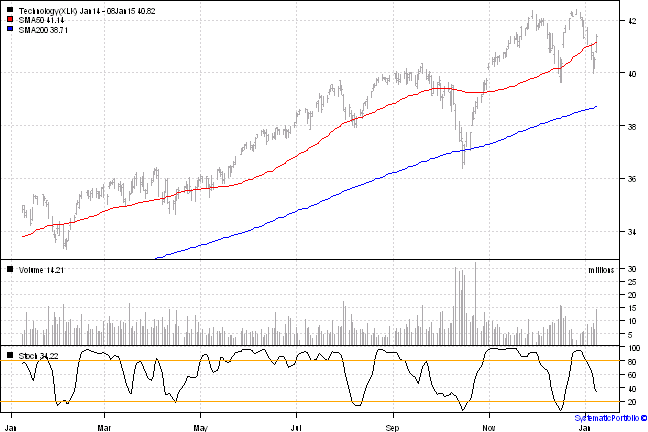 Technology(XLK) Jan14 - 08Jan15 40.82
SMA50 41.14
SMA200 38.71
42
40
38
36
34
Volume 14.21
millions
30
25
20
15
10
5
Stoch 34.22
100
80
60
40
20
Jan Mar May Jul Sep Nov Jan
SystematicPortfolio ©